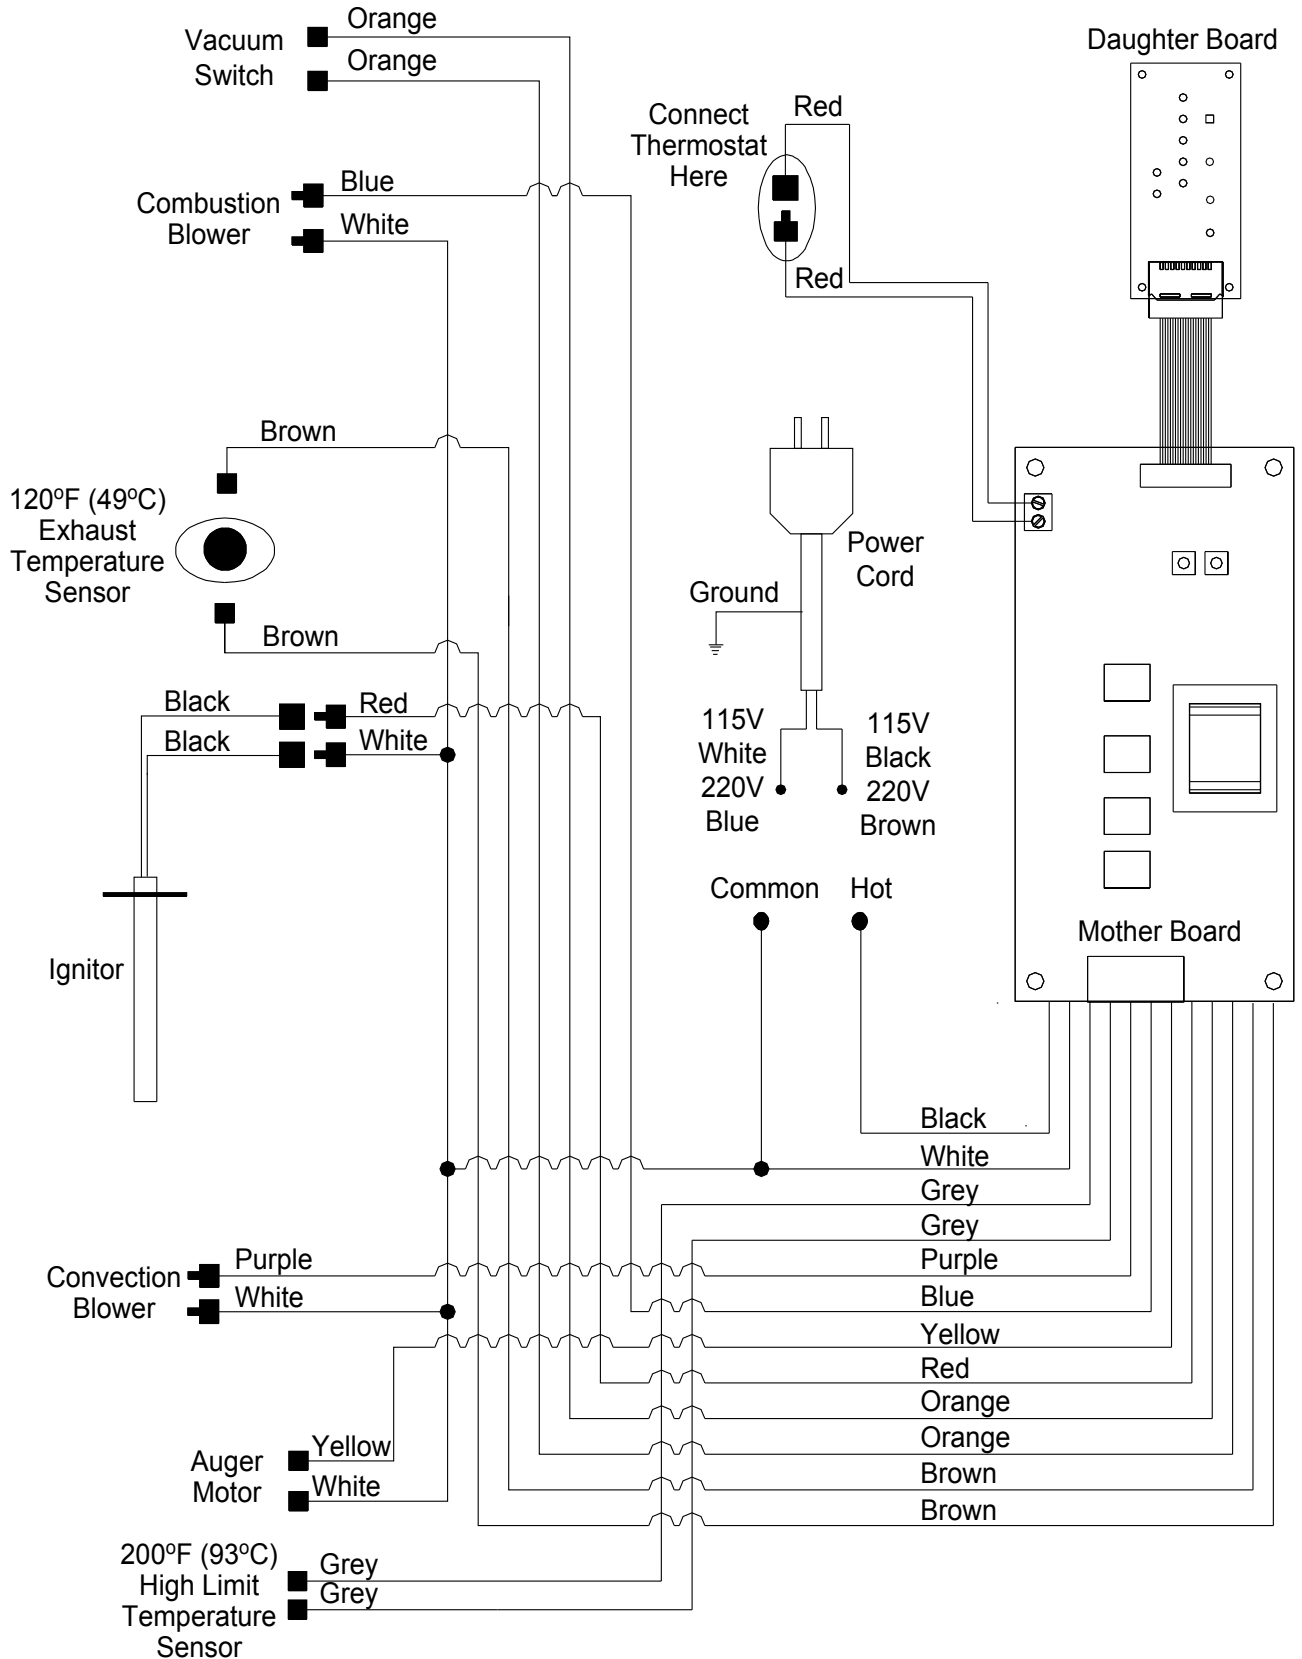 Orange
Vacuum
Switch
Orange
Daughter Board
Connect
Thermostat
Here
Red
Red
Combustion
Blower
Blue
White
Brown
120ºF (49ºC)
Exhaust
Temperature
Sensor
Brown
Power
Cord
Ground
Black
Red
Black
White
115V
White
220V
Blue
115V
Black
220V
Brown
Common
Hot
Mother Board
Ignitor
Black
White
Grey
Grey
Purple
Blue
Yellow
Red
Orange
Orange
Brown
Brown
Convection
Blower
Purple
White
Auger
Motor
Yellow
White
200ºF (93ºC)
High Limit
Temperature
Sensor
Grey
Grey